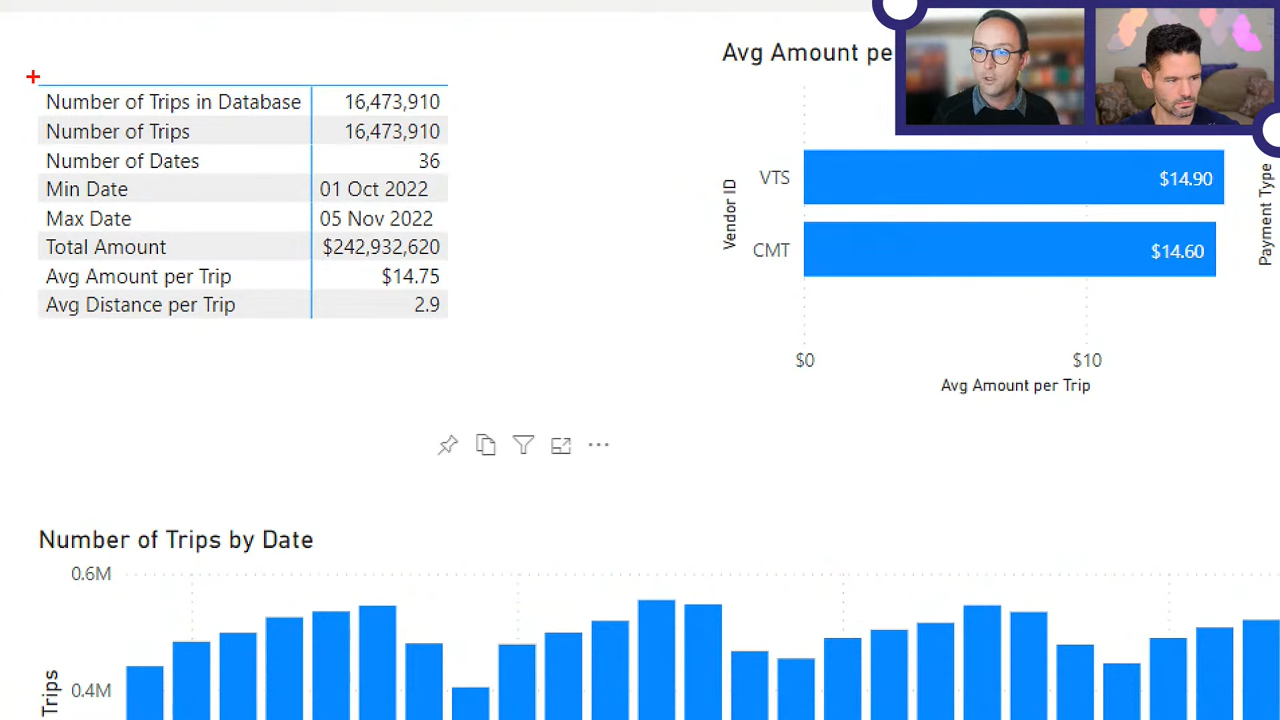 Number of Trips in Database 16,473,910
Number of Trips 16,473,910
Number of Dates 36
Min Date 01 Oct 2022
Max Date 05 Nov 2022
Total Amount $242,932,620
Avg Amount per Trip $14.75
Avg Distance per Trip 2.9
Avg Amount pe
Vendor ID
VTS $14.90
CMT $14.60
$0 $10
Avg Amount per Trip
Payment Type
Number of Trips by Date
0.6M
0.4M
Trips